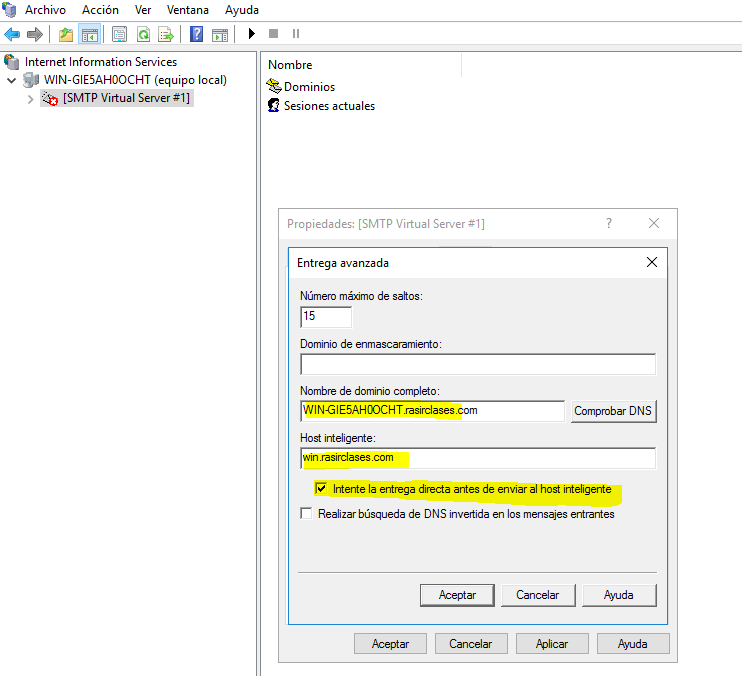 Archivo Acción Ver Ventana Ayuda
Internet Information Services
WIN-GIE5AH0OCHT (equipo local)
[SMTP Virtual Server #1]
Nombre
Dominios
Sesiones actuales
Propiedades: [SMTP Virtual Server #1]
Entrega avanzada
Número máximo de saltos:
15
Dominio de enmascaramiento:
Nombre de dominio completo:
WIN-GIE5AH0OCHT.rasirclases.com Comprobar DNS
Host inteligente:
win.rasirclases.com
Intente la entrega directa antes de enviar al host inteligente
Realizar búsqueda de DNS invertida en los mensajes entrantes
Aceptar Cancelar Ayuda
Aceptar Cancelar Aplicar Ayuda